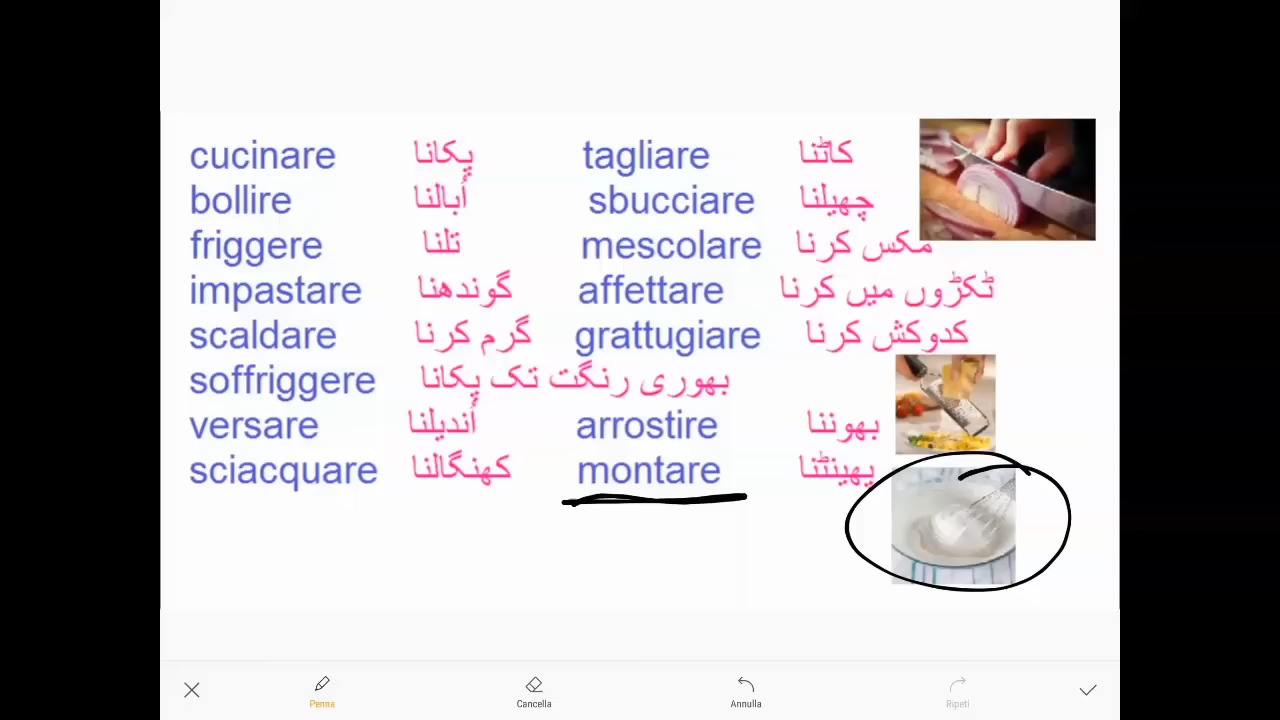 cucinare پکانا tagliare کاٹنا
bollire اُبالنا sbucciare چھیلنا
friggere تلنا mescolare مکس کرنا
impastare گوندھنا affettare ٹکڑوں میں کرنا
scaldare گرم کرنا grattugiare کدوکش کرنا
soffriggere بھوری رنگت تک پکانا
versare اُندیلنا arrostire بھوننا
sciacquare کھنگالنا montare پھینٹنا
Penna Cancella Annulla Ripeti